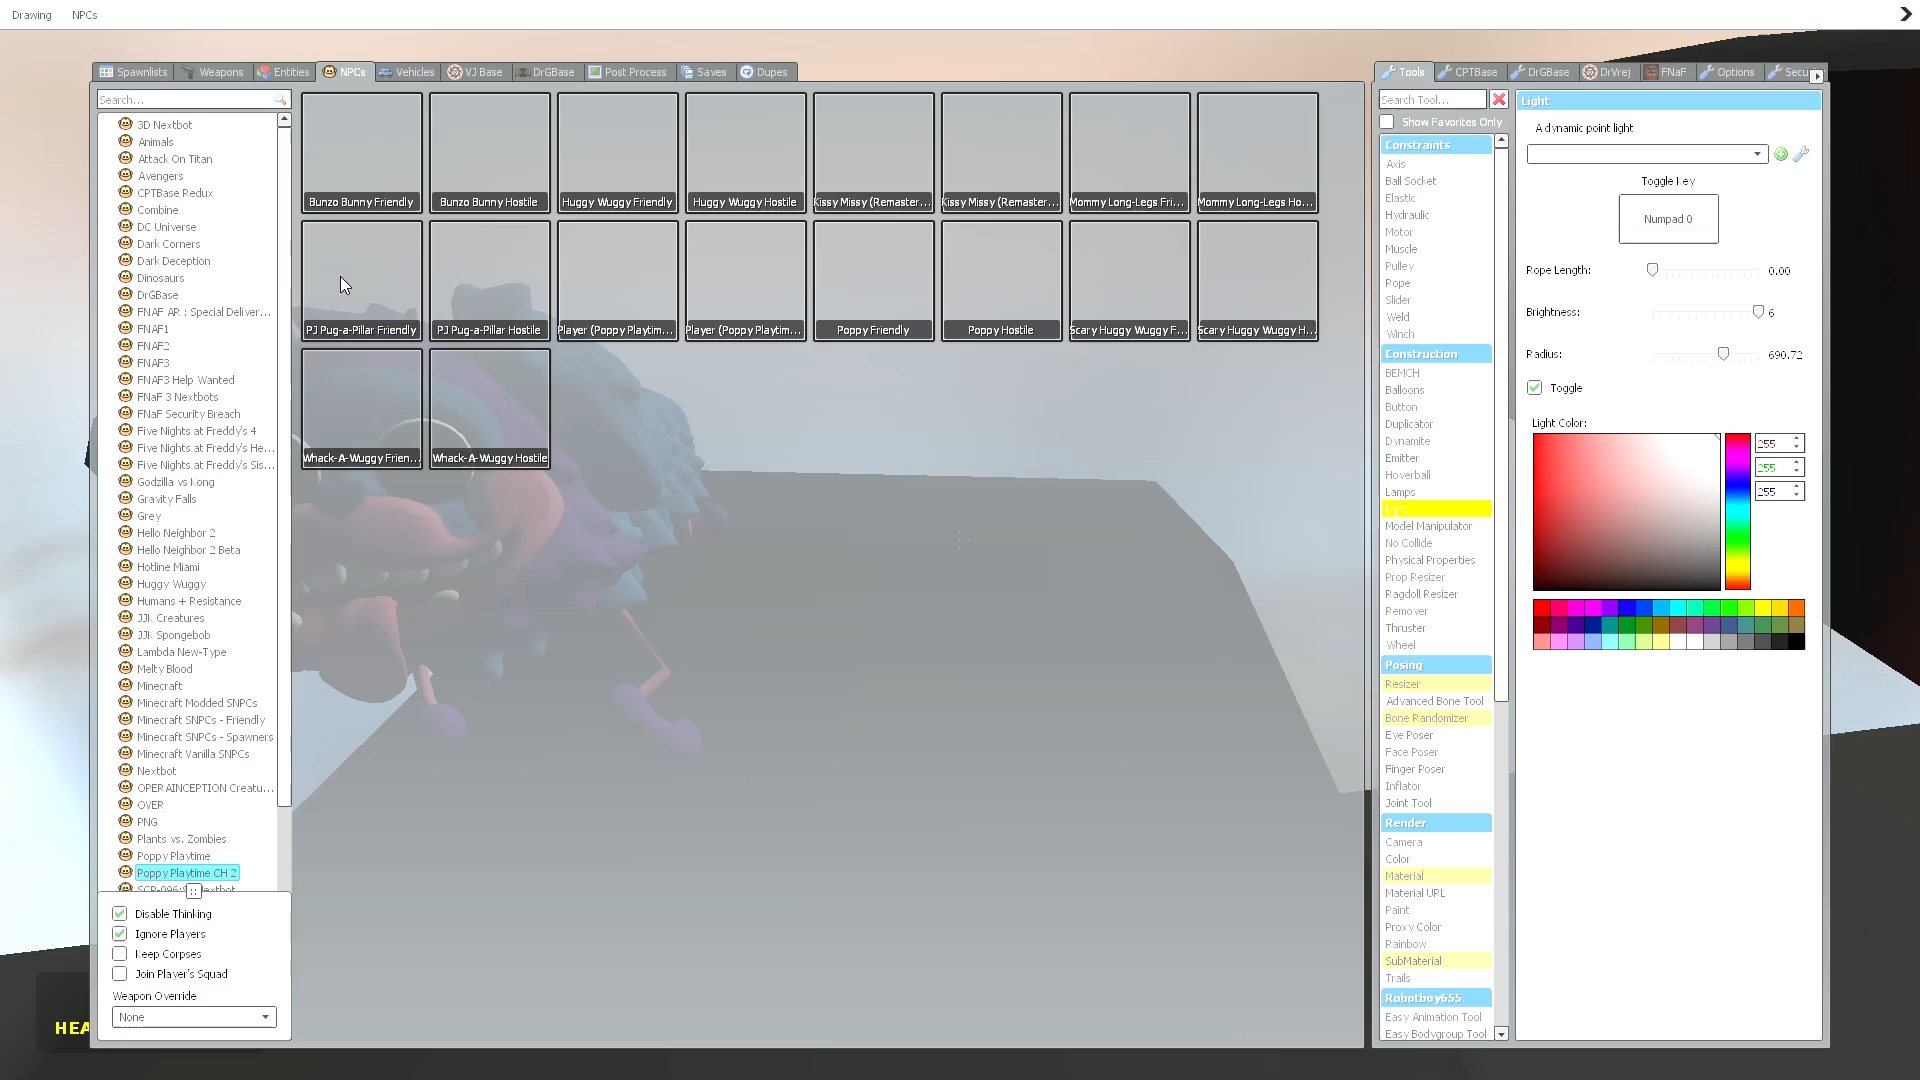 Drawing NPCs
Spawnlists Weapons Entities NPCs Vehicles VJ Base DrGBase Post Process Saves Dupes
Search...
3D Nextbot
Animals
Attack On Titan
Avengers
CPTBase Redux
Combine
DC Universe
Dark Corners
Dark Deception
Dinosaurs
DrGBase
FNAF AR : Special Deliver...
FNAF1
FNAF2
FNAF3
FNAF3 Help Wanted
FNaF 3 Nextbots
FNaF Security Breach
Five Nights at Freddy's 4
Five Nights at Freddy's He...
Five Nights at Freddy's Sis...
Godzilla vs Kong
Gravity Falls
Grey
Hello Neighbor 2
Hello Neighbor 2 Beta
Hotline Miami
Huggy Wuggy
Humans + Resistance
JJK Creatures
JJK Spongebob
Lambda New-Type
Melty Blood
Minecraft
Minecraft Modded SNPCs
Minecraft SNPCs - Friendly
Minecraft SNPCs - Spawners
Minecraft Vanilla SNPCs
Nextbot
OPERAINCEPTION Creatu...
OVER
PNG
Plants vs. Zombies
Poppy Playtime
Poppy Playtime CH 2
Disable Thinking
Ignore Players
Keep Corpses
Join Player's Squad
Weapon Override
None
HEA
Bunzo Bunny Friendly
Bunzo Bunny Hostile
Huggy Wuggy Friendly
Huggy Wuggy Hostile
Kissy Missy (Remaster...
Kissy Missy (Remaster...
Mommy Long-Legs Fri...
Mommy Long-Legs Ho...
PJ Pug-a-Pillar Friendly
PJ Pug-a-Pillar Hostile
Player (Poppy Playtim...
Player (Poppy Playtim...
Poppy Friendly
Poppy Hostile
Scary Huggy Wuggy F...
Scary Huggy Wuggy H...
Whack-A-Wuggy Frien...
Whack-A-Wuggy Hostile
Tools CPTBase DrGBase DrVrej FNaF Options Secu
Search Tool...
Show Favorites Only
Constraints
Axis
Ball Socket
Elastic
Hydraulic
Motor
Muscle
Pulley
Rope
Slider
Weld
Winch
Construction
BEMCH
Balloons
Button
Duplicator
Dynamite
Emitter
Hoverball
Lamps
Light
Model Manipulator
No Collide
Physical Properties
Prop Resizer
Ragdoll Resizer
Remover
Thruster
Wheel
Posing
Resizer
Advanced Bone Tool
Bone Randomizer
Eye Poser
Face Poser
Finger Poser
Inflator
Joint Tool
Render
Camera
Color
Material
Material URL
Paint
Proxy Color
Rainbow
SubMaterial
Trails
Robotboy655
Easy Animation Tool
Easy Bodygroup Tool
Light
A dynamic point light
Toggle Key
Numpad 0
Rope Length: 0.00
Brightness: 6
Radius: 690.72
Toggle
Light Color:
255
255
255